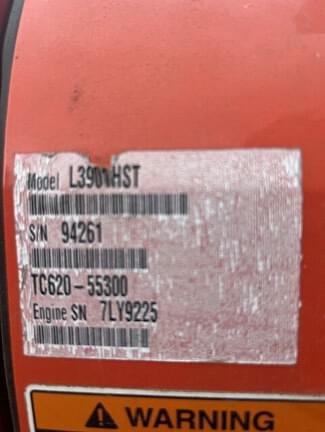 Model L3901HST
S/N 94261
TC620-55300
Engine SN 7LY9225
WARNING